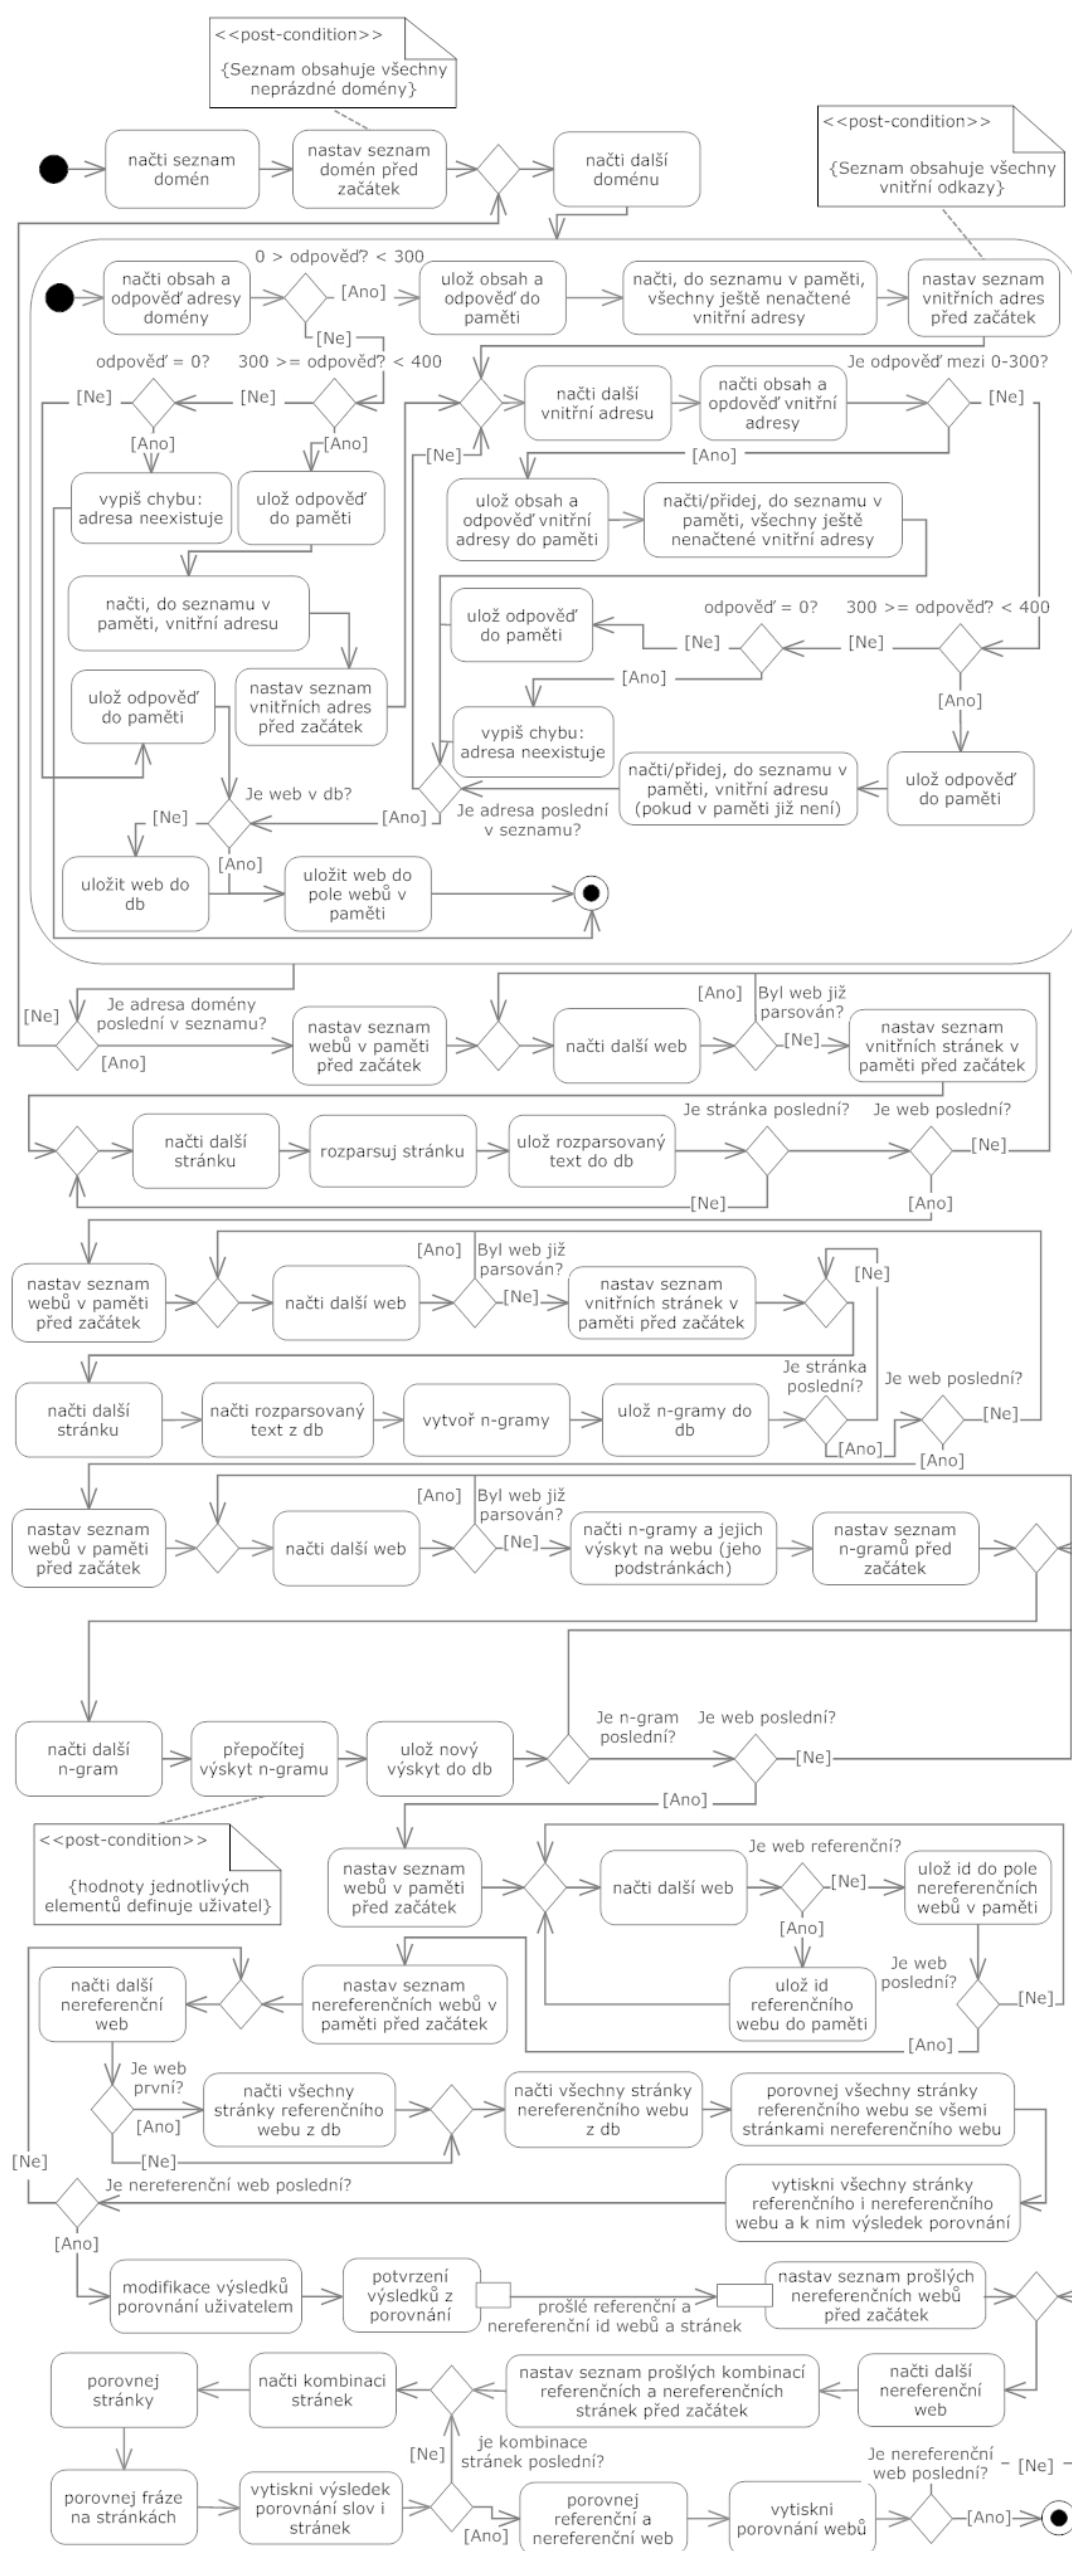 <<post-condition>>
{Seznam obsahuje všechny
neprázdné domény}
<<post-condition>>
{Seznam obsahuje všechny
vnitřní odkazy}
načti seznam
domén
nastav seznam
domén před
začátek
načti další
doménu
0 > odpověď? < 300
načti obsah a
odpověď adresy
domény
[Ano]
[Ne]
ulož obsah a
odpověď do
paměti
načti, do seznamu v paměti,
všechny ještě nenačtené
vnitřní adresy
nastav seznam
vnitřních adres
před začátek
odpověď = 0?
300 >= odpověď? < 400
Je odpověď mezi 0-300?
[Ne]
[Ne]
načti další
vnitřní adresu
načti obsah a
opdověď vnitřní
adresy
[Ne]
[Ano]
[Ano]
[Ne]
[Ano]
vypiš chybu:
adresa neexistuje
ulož odpověď
do paměti
ulož obsah a
odpověď vnitřní
adresy do paměti
načti/přidej, do seznamu v
paměti, všechny ještě
nenačtené vnitřní adresy
načti, do seznamu v
paměti, vnitřní adresu
ulož odpověď
do paměti
odpověď = 0?
300 >= odpověď? < 400
[Ne]
[Ne]
[Ano]
[Ano]
ulož odpověď
do paměti
nastav seznam
vnitřních adres
před začátek
vypiš chybu:
adresa neexistuje
načti/přidej, do seznamu v
paměti, vnitřní adresu
(pokud v paměti již není)
ulož odpověď
do paměti
Je web v db?
Je adresa poslední
v seznamu?
[Ne]
[Ano]
[Ano]
uložit web do
db
uložit web do
pole webů v
paměti
[Ne]
Je adresa domény
poslední v seznamu?
[Ano]
nastav seznam
webů v paměti
před začátek
načti další web
[Ano]
Byl web již
parsován?
[Ne]
nastav seznam
vnitřních stránek v
paměti před začátek
načti další
stránku
rozparsuj stránku
ulož rozparsovaný
text do db
Je stránka poslední?
Je web poslední?
[Ne]
[Ne]
[Ano]
nastav seznam
webů v paměti
před začátek
načti další web
[Ano]
Byl web již
parsován?
[Ne]
nastav seznam
vnitřních stránek v
paměti před začátek
[Ne]
načti další
stránku
načti rozparsovaný
text z db
vytvoř n-gramy
ulož n-gramy do
db
Je stránka
poslední?
Je web poslední?
[Ne]
[Ano]
[Ano]
nastav seznam
webů v paměti
před začátek
načti další web
[Ano]
Byl web již
parsován?
[Ne]
načti n-gramy a jejich
výskyt na webu (jeho
podstránkách)
nastav seznam
n-gramů před
začátek
načti další
n-gram
přepočítej
výskyt n-gramu
ulož nový
výskyt do db
Je n-gram
poslední?
Je web poslední?
[Ne]
[Ano]
<<post-condition>>
{hodnoty jednotlivých
elementů definuje uživatel}
nastav seznam
webů v paměti
před začátek
načti další web
Je web referenční?
[Ne]
[Ano]
ulož id do pole
nereferenčních
webů v paměti
ulož id
referenčního
webu do paměti
Je web
poslední?
[Ne]
[Ano]
načti další
nereferenční
web
nastav seznam
nereferenčních webů v
paměti před začátek
Je web
první?
[Ano]
[Ne]
načti všechny
stránky referenčního
webu z db
načti všechny stránky
nereferenčního webu
z db
porovnej všechny stránky
referenčního webu se všemi
stránkami nereferenčního webu
[Ne]
Je nereferenční web poslední?
vytiskni všechny stránky
referenčního i nereferenčního
webu a k nim výsledek porovnání
[Ano]
modifikace výsledků
porovnání uživatelem
potvrzení
výsledků z
porovnání
prošlé referenční a
nereferenční id webů a stránek
nastav seznam prošlých
nereferenčních webů
před začátek
porovnej
stránky
načti kombinaci
stránek
nastav seznam prošlých kombinací
referenčních a nereferenčních
stránek před začátek
načti další
nereferenční
web
[Ne]
je kombinace
stránek poslední?
Je nereferenční
web poslední?
[Ne]
porovnej fráze
na stránkách
vytiskni výsledek
porovnání slov i
stránek
[Ano]
porovnej
referenční a
nereferenční web
vytiskni
porovnání webů
[Ano]